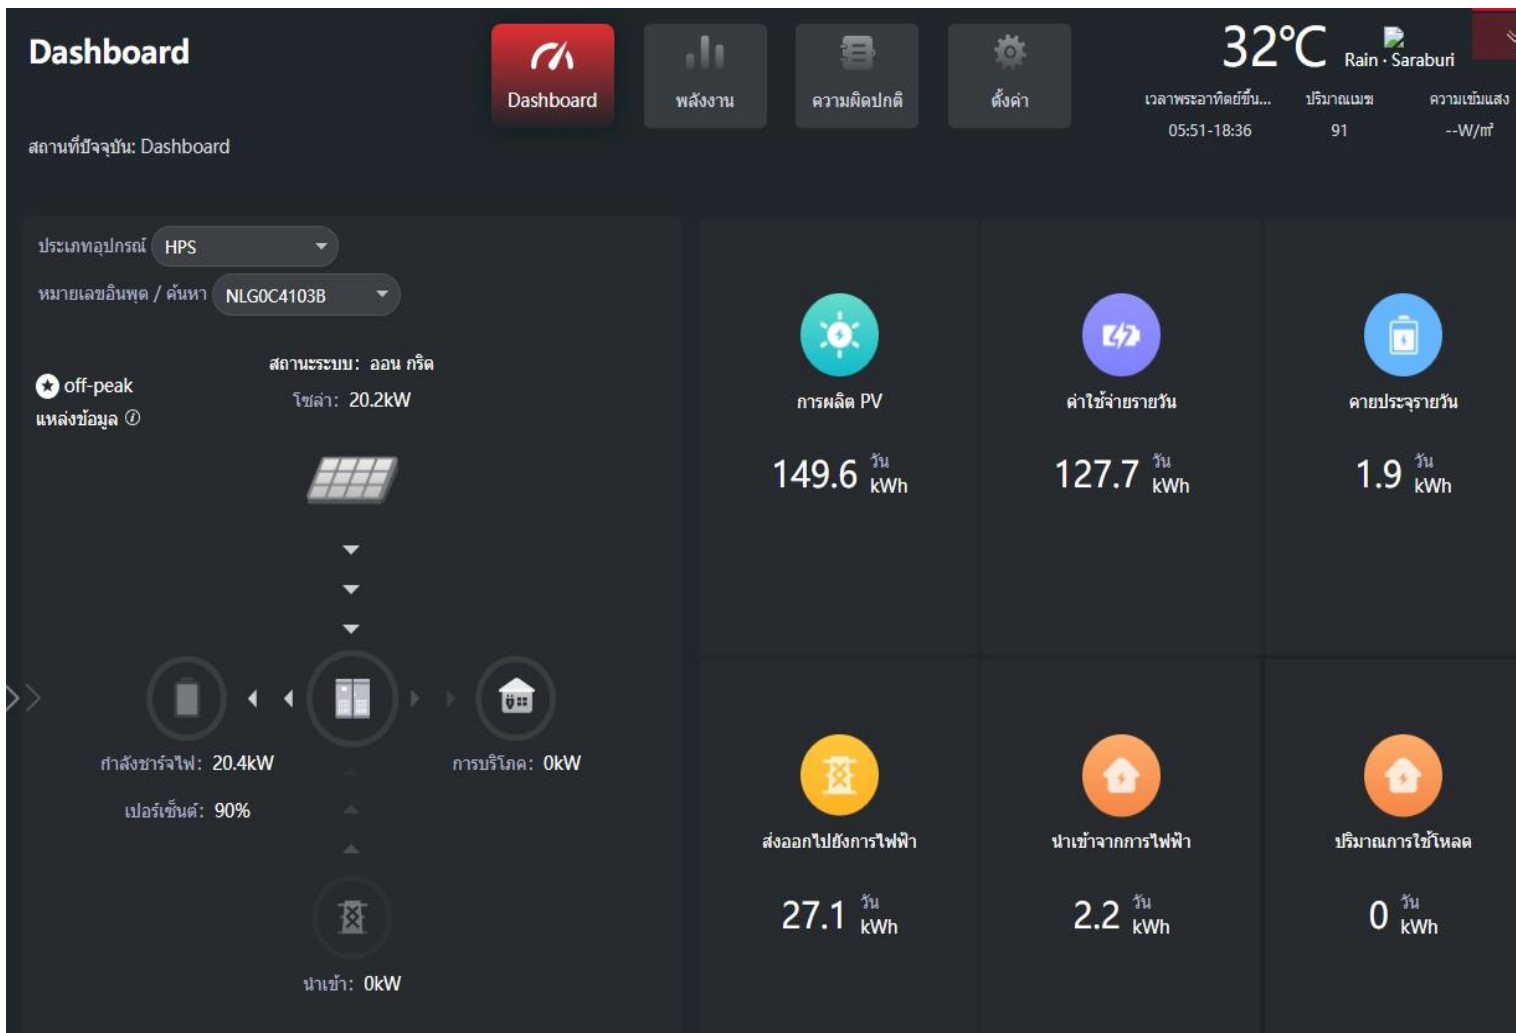 Dashboard
Dashboard
พลังงาน
ความผิดปกติ
ตั้งค่า
32°C Rain · Saraburi
เวลาพระอาทิตย์ขึ้น... ปริมาณเมฆ ความเข้มแสง
05:51-18:36 91 --W/㎡
สถานที่ปัจจุบัน: Dashboard
ประเภทอุปกรณ์ HPS
หมายเลขอินพุต / ค้นหา NLG0C4103B
สถานะระบบ: ออน กริด
off-peak
โซล่า: 20.2kW
แหล่งข้อมูล
กำลังชาร์จไฟ: 20.4kW
การบริโภค: 0kW
เปอร์เซ็นต์: 90%
นำเข้า: 0kW
การผลิต PV
149.6 วัน kWh
ค่าใช้จ่ายรายวัน
127.7 วัน kWh
คายประจุรายวัน
1.9 วัน kWh
ส่งออกไปยังการไฟฟ้า
27.1 วัน kWh
นำเข้าจากการไฟฟ้า
2.2 วัน kWh
ปริมาณการใช้โหลด
0 วัน kWh